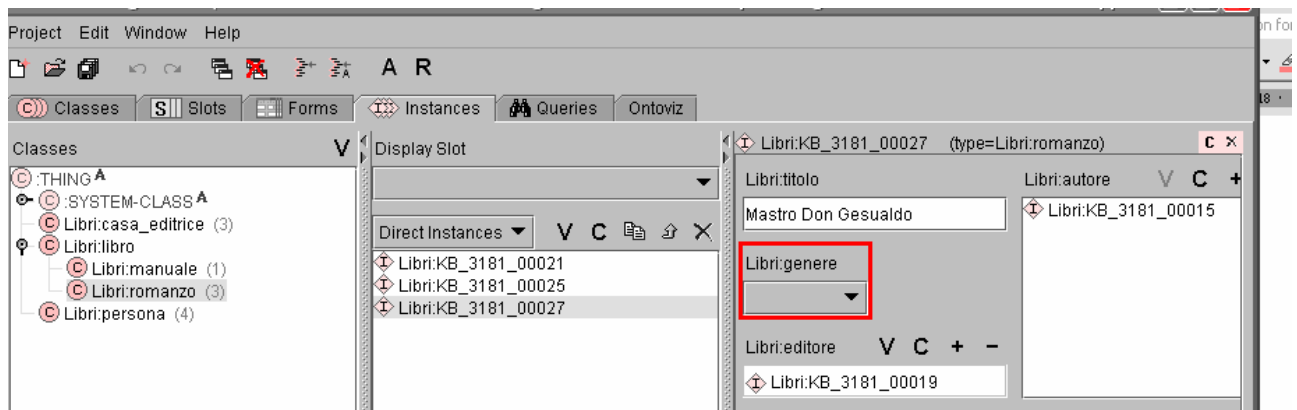 Project Edit Window Help
A R
C Classes S Slots Forms I Instances Queries Ontoviz
Classes V
C :THING A
C :SYSTEM-CLASS A
C Libri:casa_editrice (3)
C Libri:libro
C Libri:manuale (1)
C Libri:romanzo (3)
C Libri:persona (4)
Display Slot
Direct Instances V C
I Libri:KB_3181_00021
I Libri:KB_3181_00025
I Libri:KB_3181_00027
I Libri:KB_3181_00027 (type=Libri:romanzo) C ×
Libri:titolo
Mastro Don Gesualdo
Libri:genere
Libri:editore V C + −
I Libri:KB_3181_00019
Libri:autore V C +
I Libri:KB_3181_00015
18